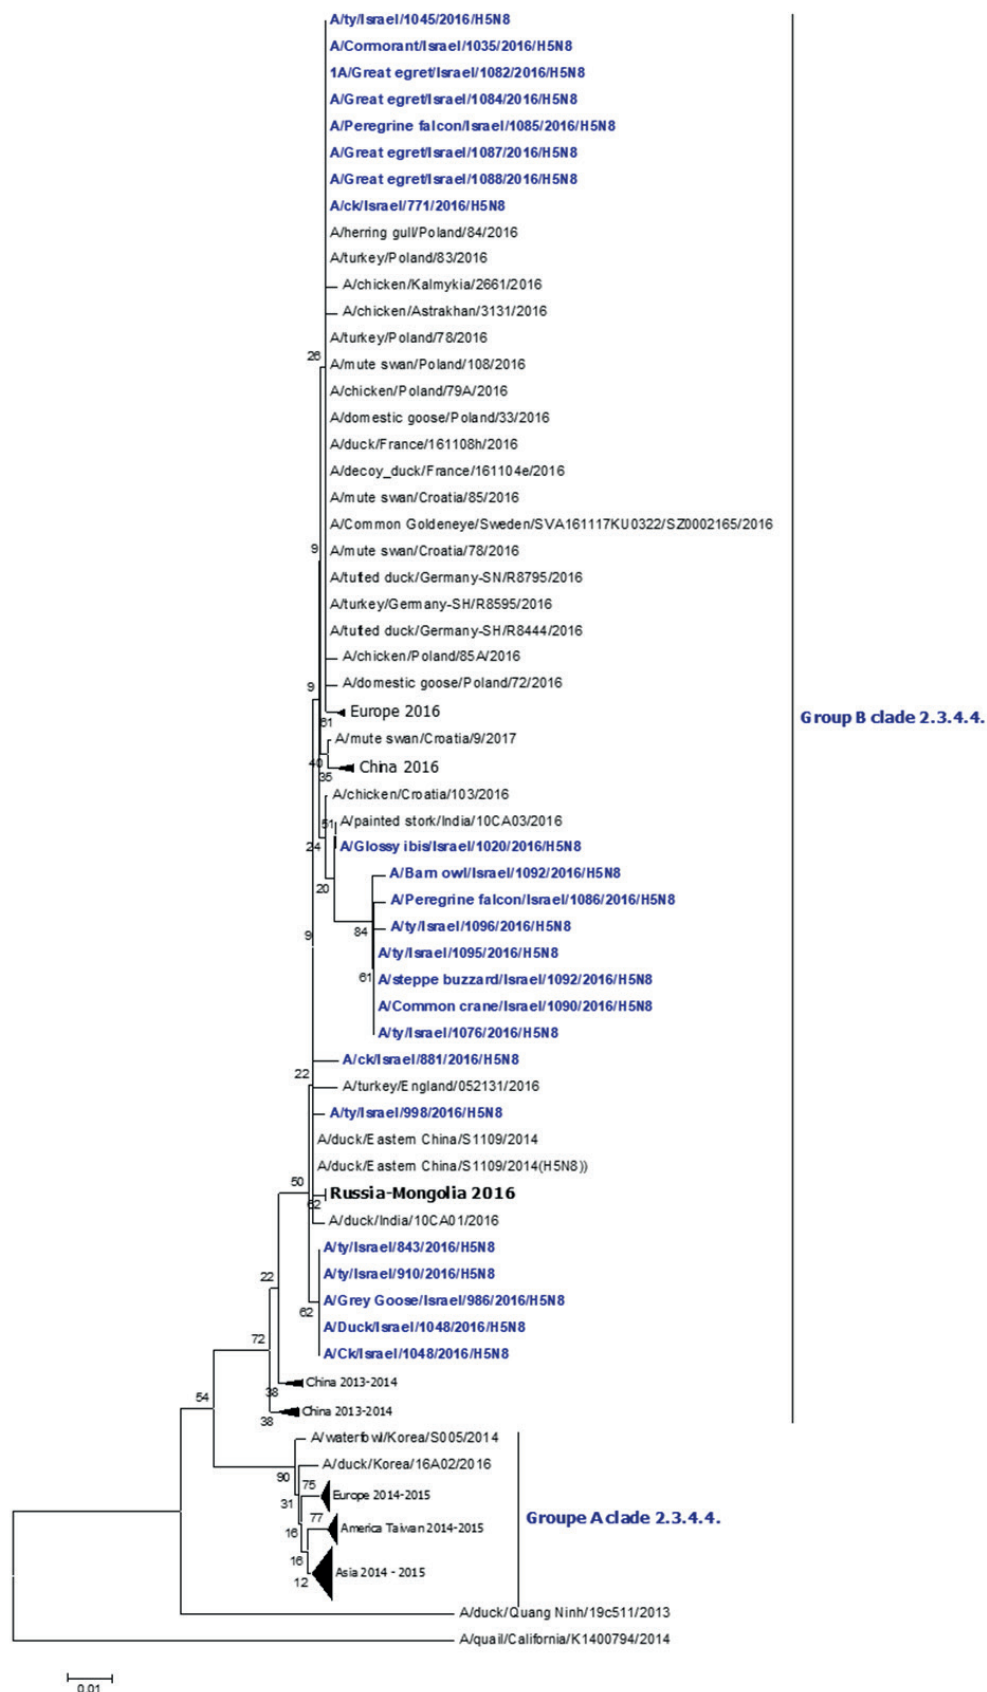 A/ty/Israel/1045/2016/H5N8
A/Cormorant/Israel/1035/2016/H5N8
1A/Great egret/Israel/1082/2016/H5N8
A/Great egret/Israel/1084/2016/H5N8
A/Peregrine falcon/Israel/1085/2016/H5N8
A/Great egret/Israel/1087/2016/H5N8
A/Great egret/Israel/1088/2016/H5N8
A/ck/Israel/771/2016/H5N8
A/herring gull/Poland/84/2016
A/turkey/Poland/83/2016
A/chicken/Kalmykia/2661/2016
A/chicken/Astrakhan/3131/2016
A/turkey/Poland/78/2016
26
A/mute swan/Poland/108/2016
A/chicken/Poland/79A/2016
A/domestic goose/Poland/33/2016
A/duck/France/161108h/2016
A/decoy_duck/France/161104e/2016
A/mute swan/Croatia/85/2016
A/Common Goldeneye/Sweden/SVA161117KU0322/SZ0002165/2016
9
A/mute swan/Croatia/78/2016
A/tufted duck/Germany-SN/R8795/2016
A/turkey/Germany-SH/R8595/2016
A/tufted duck/Germany-SH/R8444/2016
A/chicken/Poland/85A/2016
9
A/domestic goose/Poland/72/2016
Europe 2016
Group B clade 2.3.4.4.
61
A/mute swan/Croatia/9/2017
40
China 2016
35
A/chicken/Croatia/103/2016
51
A/painted stork/India/10CA03/2016
24
A/Glossy ibis/Israel/1020/2016/H5N8
A/Barn owl/Israel/1092/2016/H5N8
20
A/Peregrine falcon/Israel/1086/2016/H5N8
A/ty/Israel/1096/2016/H5N8
84
9
A/ty/Israel/1095/2016/H5N8
61
A/steppe buzzard/Israel/1092/2016/H5N8
A/Common crane/Israel/1090/2016/H5N8
A/ty/Israel/1076/2016/H5N8
A/ck/Israel/881/2016/H5N8
22
A/turkey/England/052131/2016
A/ty/Israel/998/2016/H5N8
A/duck/Eastern China/S1109/2014
A/duck/Eastern China/S1109/2014(H5N8))
50
Russia-Mongolia 2016
62
A/duck/India/10CA01/2016
A/ty/Israel/843/2016/H5N8
22
A/ty/Israel/910/2016/H5N8
A/Grey Goose/Israel/986/2016/H5N8
62
A/Duck/Israel/1048/2016/H5N8
72
A/Ck/Israel/1048/2016/H5N8
China 2013-2014
38
54
China 2013-2014
38
A/waterfowl/Korea/S005/2014
A/duck/Korea/16A02/2016
90
75
Europe 2014-2015
31
77
Groupe A clade 2.3.4.4.
America Taiwan 2014-2015
16
16
Asia 2014 - 2015
12
A/duck/Quang Ninh/19c511/2013
A/quail/California/K1400794/2014
0.01